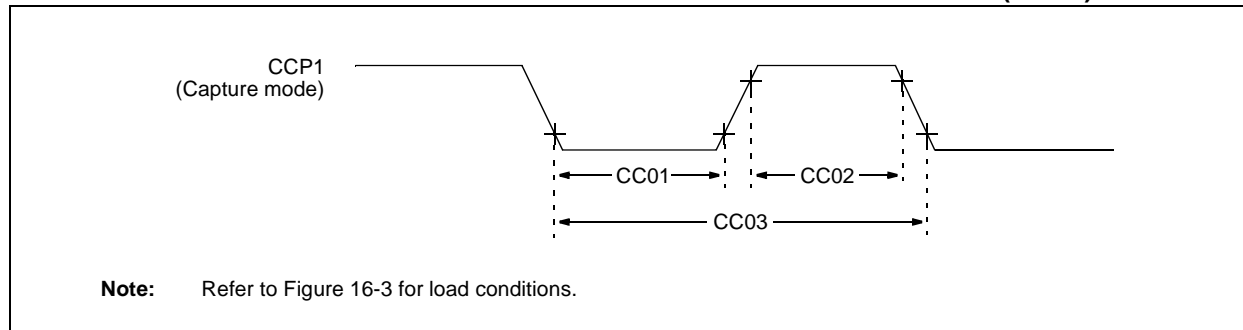 CCP1
(Capture mode)
CC01
CC02
CC03
Note: Refer to Figure 16-3 for load conditions.